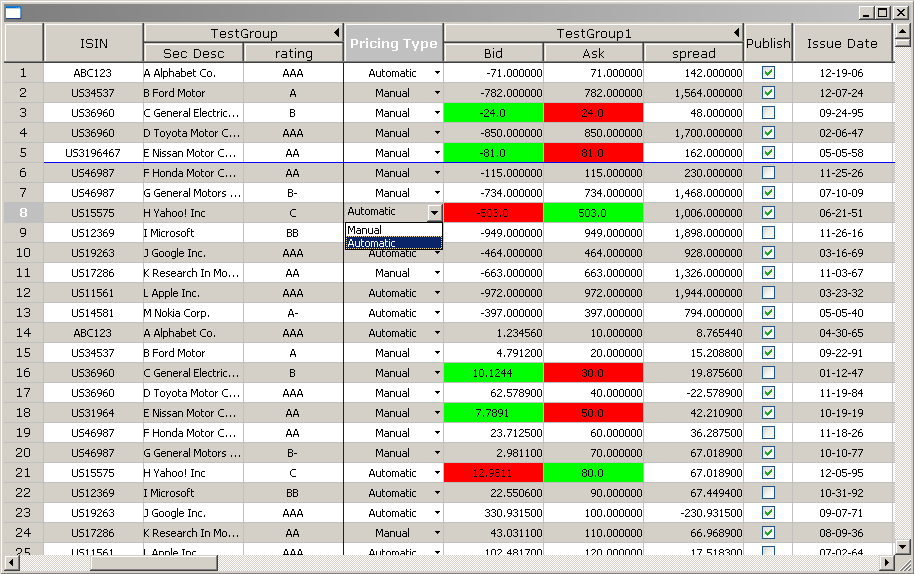 TestGroup TestGroup1
ISIN Pricing Type Publish Issue Date
Sec Desc rating Bid Ask spread
1 ABC123 A Alphabet Co. AAA Automatic -71.000000 71.000000 142.000000 12-19-06
2 US34537 B Ford Motor A Manual -782.000000 782.000000 1,564.000000 12-07-24
3 US36960 C General Electric... B Manual -24.0 24.0 48.000000 09-24-95
4 US36960 D Toyota Motor C... AAA Manual -850.000000 850.000000 1,700.000000 02-06-47
5 US3196467 E Nissan Motor C... AA Manual -81.0 81.0 162.000000 05-05-58
6 US46987 F Honda Motor C... AA Manual -115.000000 115.000000 230.000000 11-25-26
7 US46987 G General Motors ... B- Manual -734.000000 734.000000 1,468.000000 07-10-09
8 US15575 H Yahoo! Inc C Automatic -503.0 503.0 1,006.000000 06-21-51
9 US12369 I Microsoft BB Manual -949.000000 949.000000 1,898.000000 11-26-16
Automatic
10 US19263 J Google Inc. AAA Automatic -464.000000 464.000000 928.000000 03-16-69
11 US17286 K Research In Mo... AA Manual -663.000000 663.000000 1,326.000000 11-03-67
12 US11561 L Apple Inc. AAA Automatic -972.000000 972.000000 1,944.000000 03-23-32
13 US14581 M Nokia Corp. A- Automatic -397.000000 397.000000 794.000000 05-05-40
14 ABC123 A Alphabet Co. AAA Automatic 1.234560 10.000000 8.765440 04-30-65
15 US34537 B Ford Motor A Manual 4.791200 20.000000 15.208800 09-22-91
16 US36960 C General Electric... B Manual 10.1244 30.0 19.875600 01-12-47
17 US36960 D Toyota Motor C... AAA Manual 62.578900 40.000000 -22.578900 11-19-84
18 US31964 E Nissan Motor C... AA Manual 7.7891 50.0 42.210900 10-19-19
19 US46987 F Honda Motor C... AA Manual 23.712500 60.000000 36.287500 11-18-26
20 US46987 G General Motors ... B- Manual 2.981100 70.000000 67.018900 10-10-77
21 US15575 H Yahoo! Inc C Automatic 12.9811 80.0 67.018900 12-05-95
22 US12369 I Microsoft BB Automatic 22.550600 90.000000 67.449400 10-31-92
23 US19263 J Google Inc. AAA Automatic 330.931500 100.000000 -230.931500 09-07-71
24 US17286 K Research In Mo... AA Manual 43.031100 110.000000 66.968900 08-09-36
25 US11561 L Apple Inc. AAA Automatic 102.481700 120.000000 17.518300 07-02-64